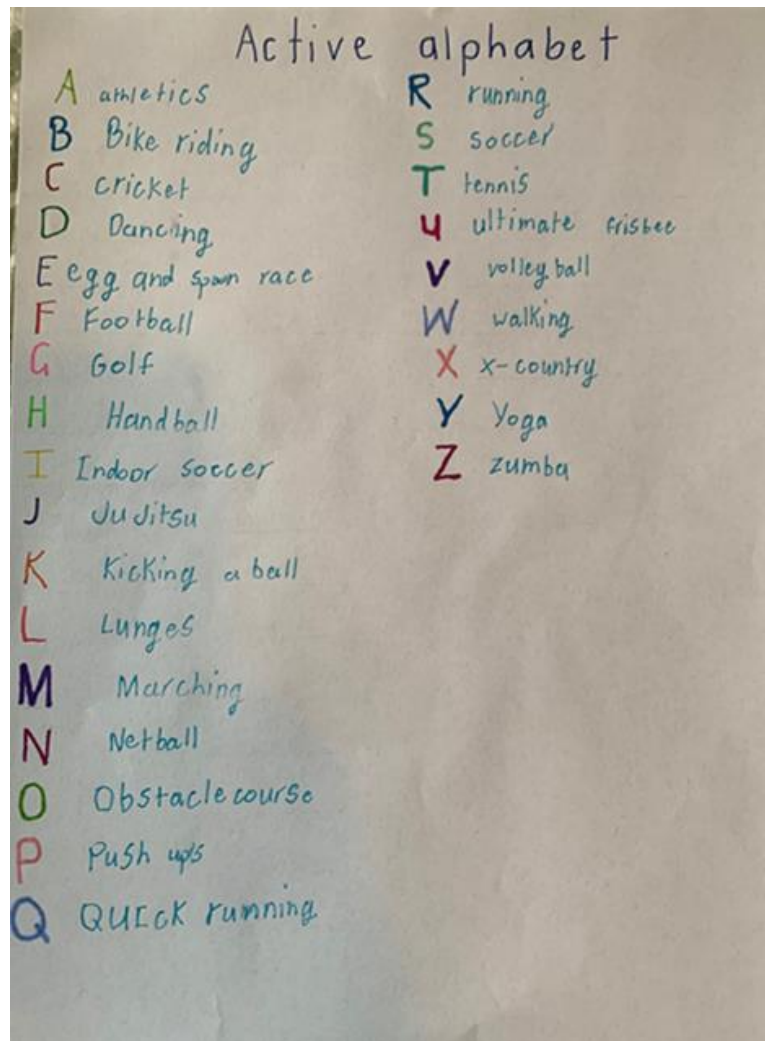 Active alphabet
A athletics
B Bike riding
C cricket
D Dancing
E egg and spoon race
F Football
G Golf
H Handball
I Indoor soccer
J Ju Jitsu
K Kicking a ball
L Lunges
M Marching
N Netball
O Obstacle course
P Push ups
Q QUIcK running
R running
S soccer
T tennis
U ultimate frisbee
V volley ball
W walking
X x-country
Y Yoga
Z zumba